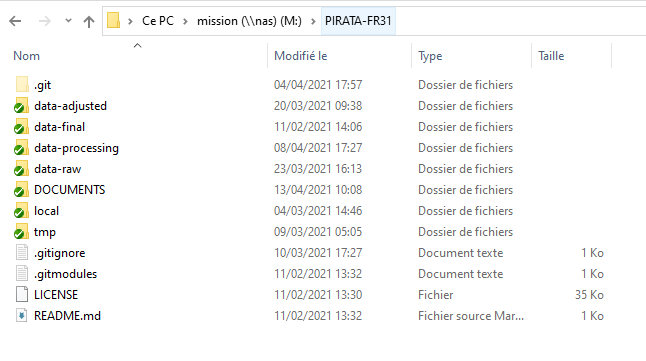 Ce PC > mission (\\nas) (M:) > PIRATA-FR31
Nom Modifié le Type Taille
.git 04/04/2021 17:57 Dossier de fichiers
data-adjusted 20/03/2021 09:38 Dossier de fichiers
data-final 11/02/2021 14:06 Dossier de fichiers
data-processing 08/04/2021 17:27 Dossier de fichiers
data-raw 23/03/2021 16:13 Dossier de fichiers
DOCUMENTS 13/04/2021 10:08 Dossier de fichiers
local 04/03/2021 14:46 Dossier de fichiers
tmp 09/03/2021 05:05 Dossier de fichiers
.gitignore 10/03/2021 17:27 Document texte 1 Ko
.gitmodules 11/02/2021 13:32 Document texte 1 Ko
LICENSE 11/02/2021 13:30 Fichier 35 Ko
README.md 11/02/2021 13:32 Fichier source Mar... 1 Ko